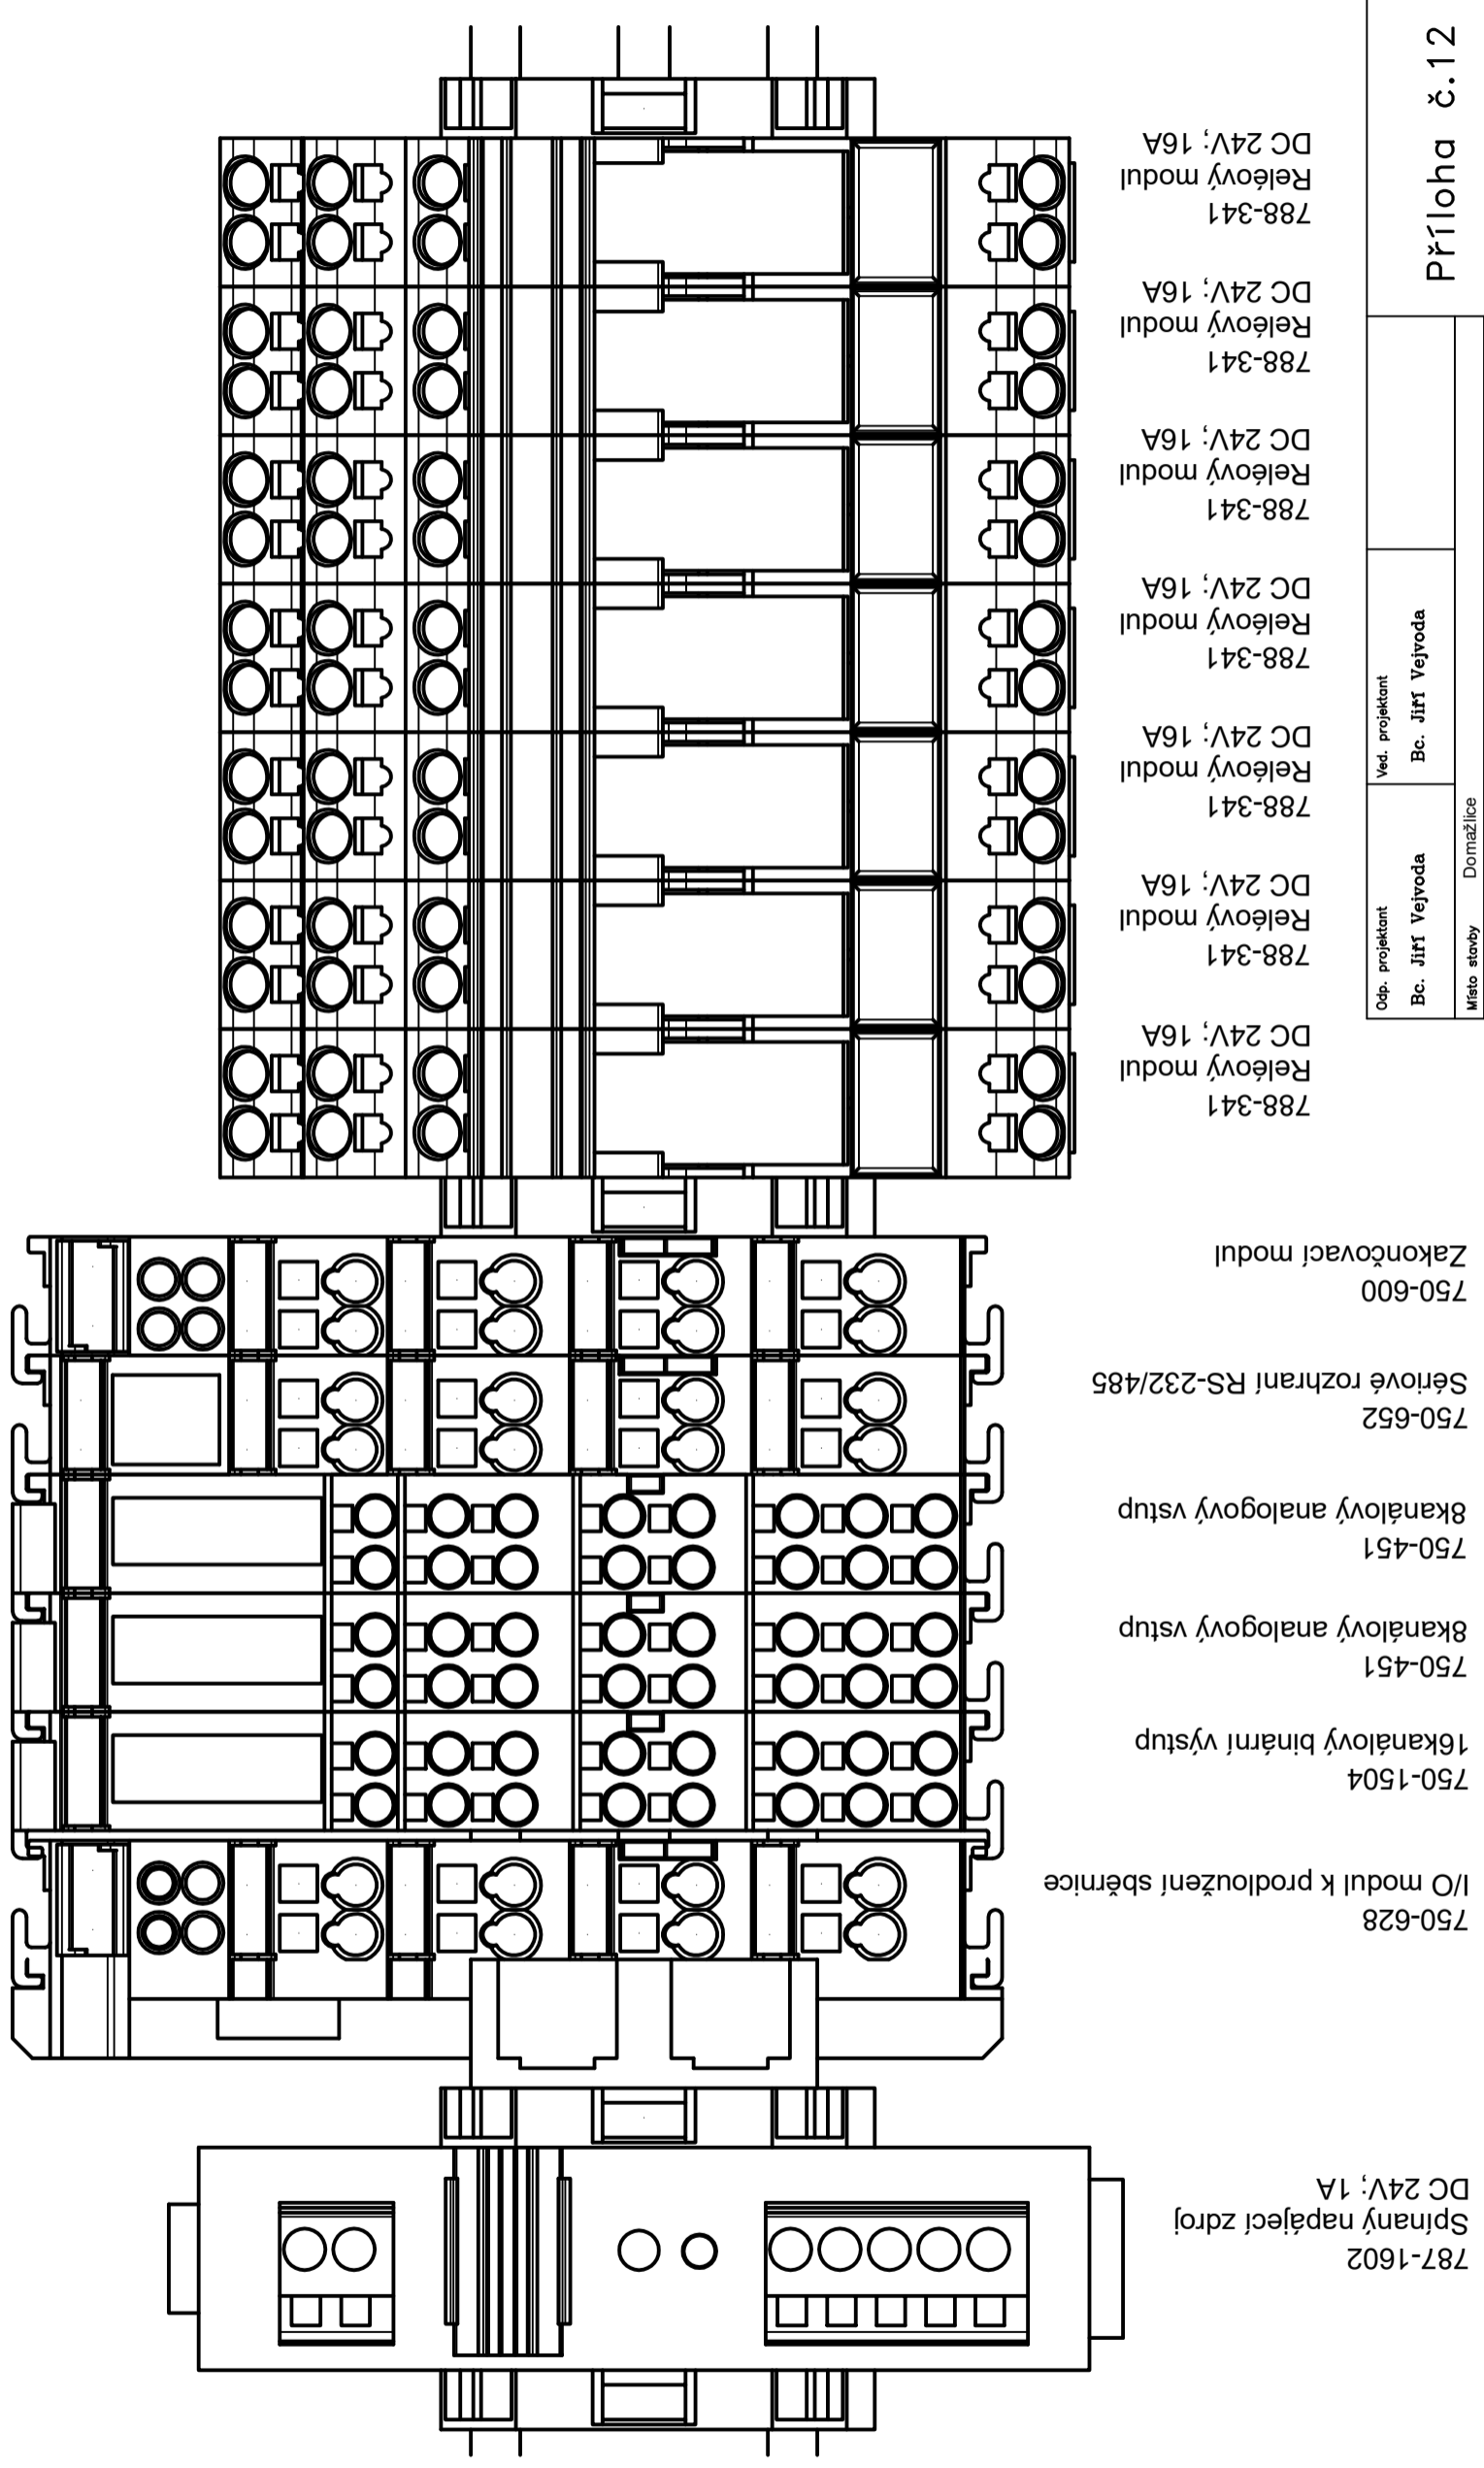 788-341
Reléový modul
DC 24V; 16A
788-341
Reléový modul
DC 24V; 16A
788-341
Reléový modul
DC 24V; 16A
788-341
Reléový modul
DC 24V; 16A
788-341
Reléový modul
DC 24V; 16A
788-341
Reléový modul
DC 24V; 16A
788-341
Reléový modul
DC 24V; 16A
750-600
Zakončovací modul
750-652
Sériové rozhraní RS-232/485
750-451
8kanálový analogový vstup
750-451
8kanálový analogový vstup
750-1504
16kanálový binární výstup
750-628
I/O modul k prodloužení sběrnice
787-1602
Spínaný napájecí zdroj
DC 24V; 1A
Odp. projektant
Bc. Jiří Vejvoda
Ved. projektant
Bc. Jiří Vejvoda
Místo stavby Domažlice
Příloha č.12